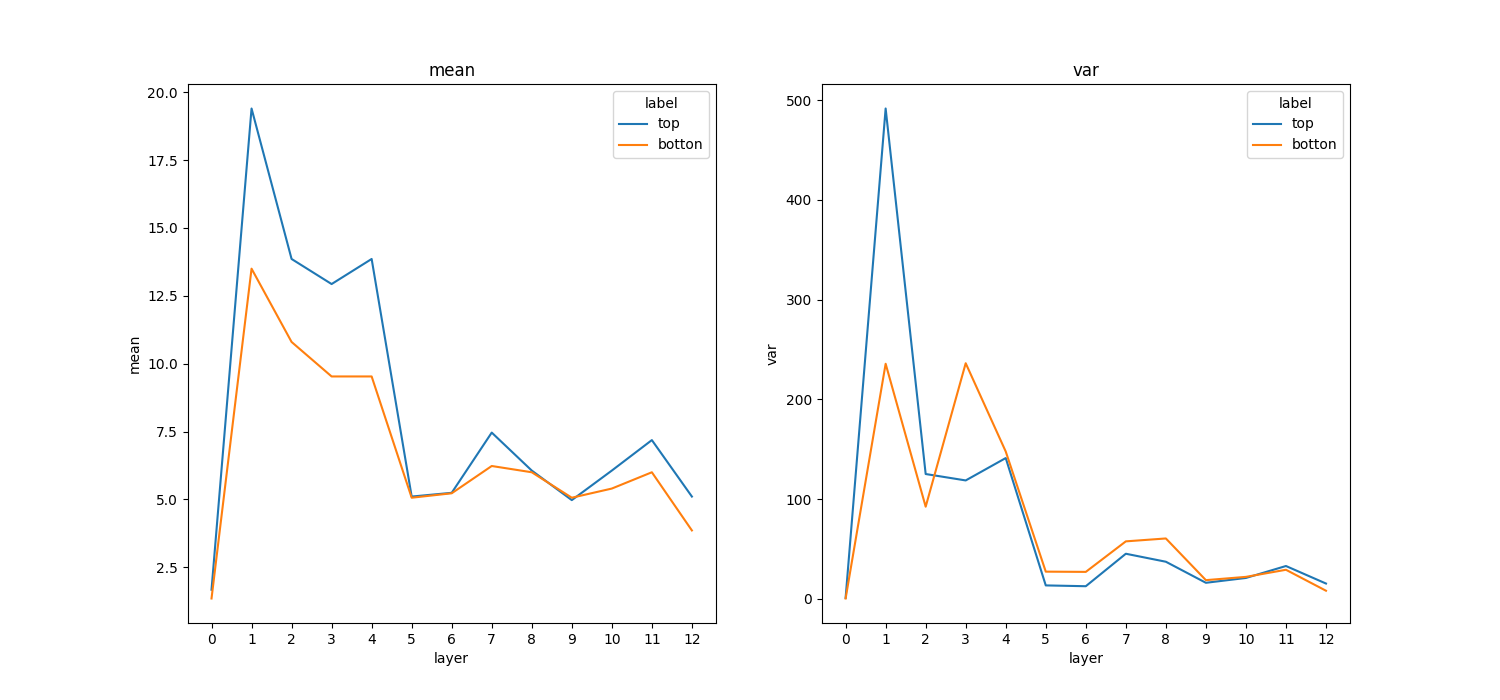 mean
label
top
botton
20.0
17.5
15.0
12.5
10.0
7.5
5.0
2.5
mean
0 1 2 3 4 5 6 7 8 9 10 11 12
layer
var
label
top
botton
500
400
300
200
100
0
var
0 1 2 3 4 5 6 7 8 9 10 11 12
layer